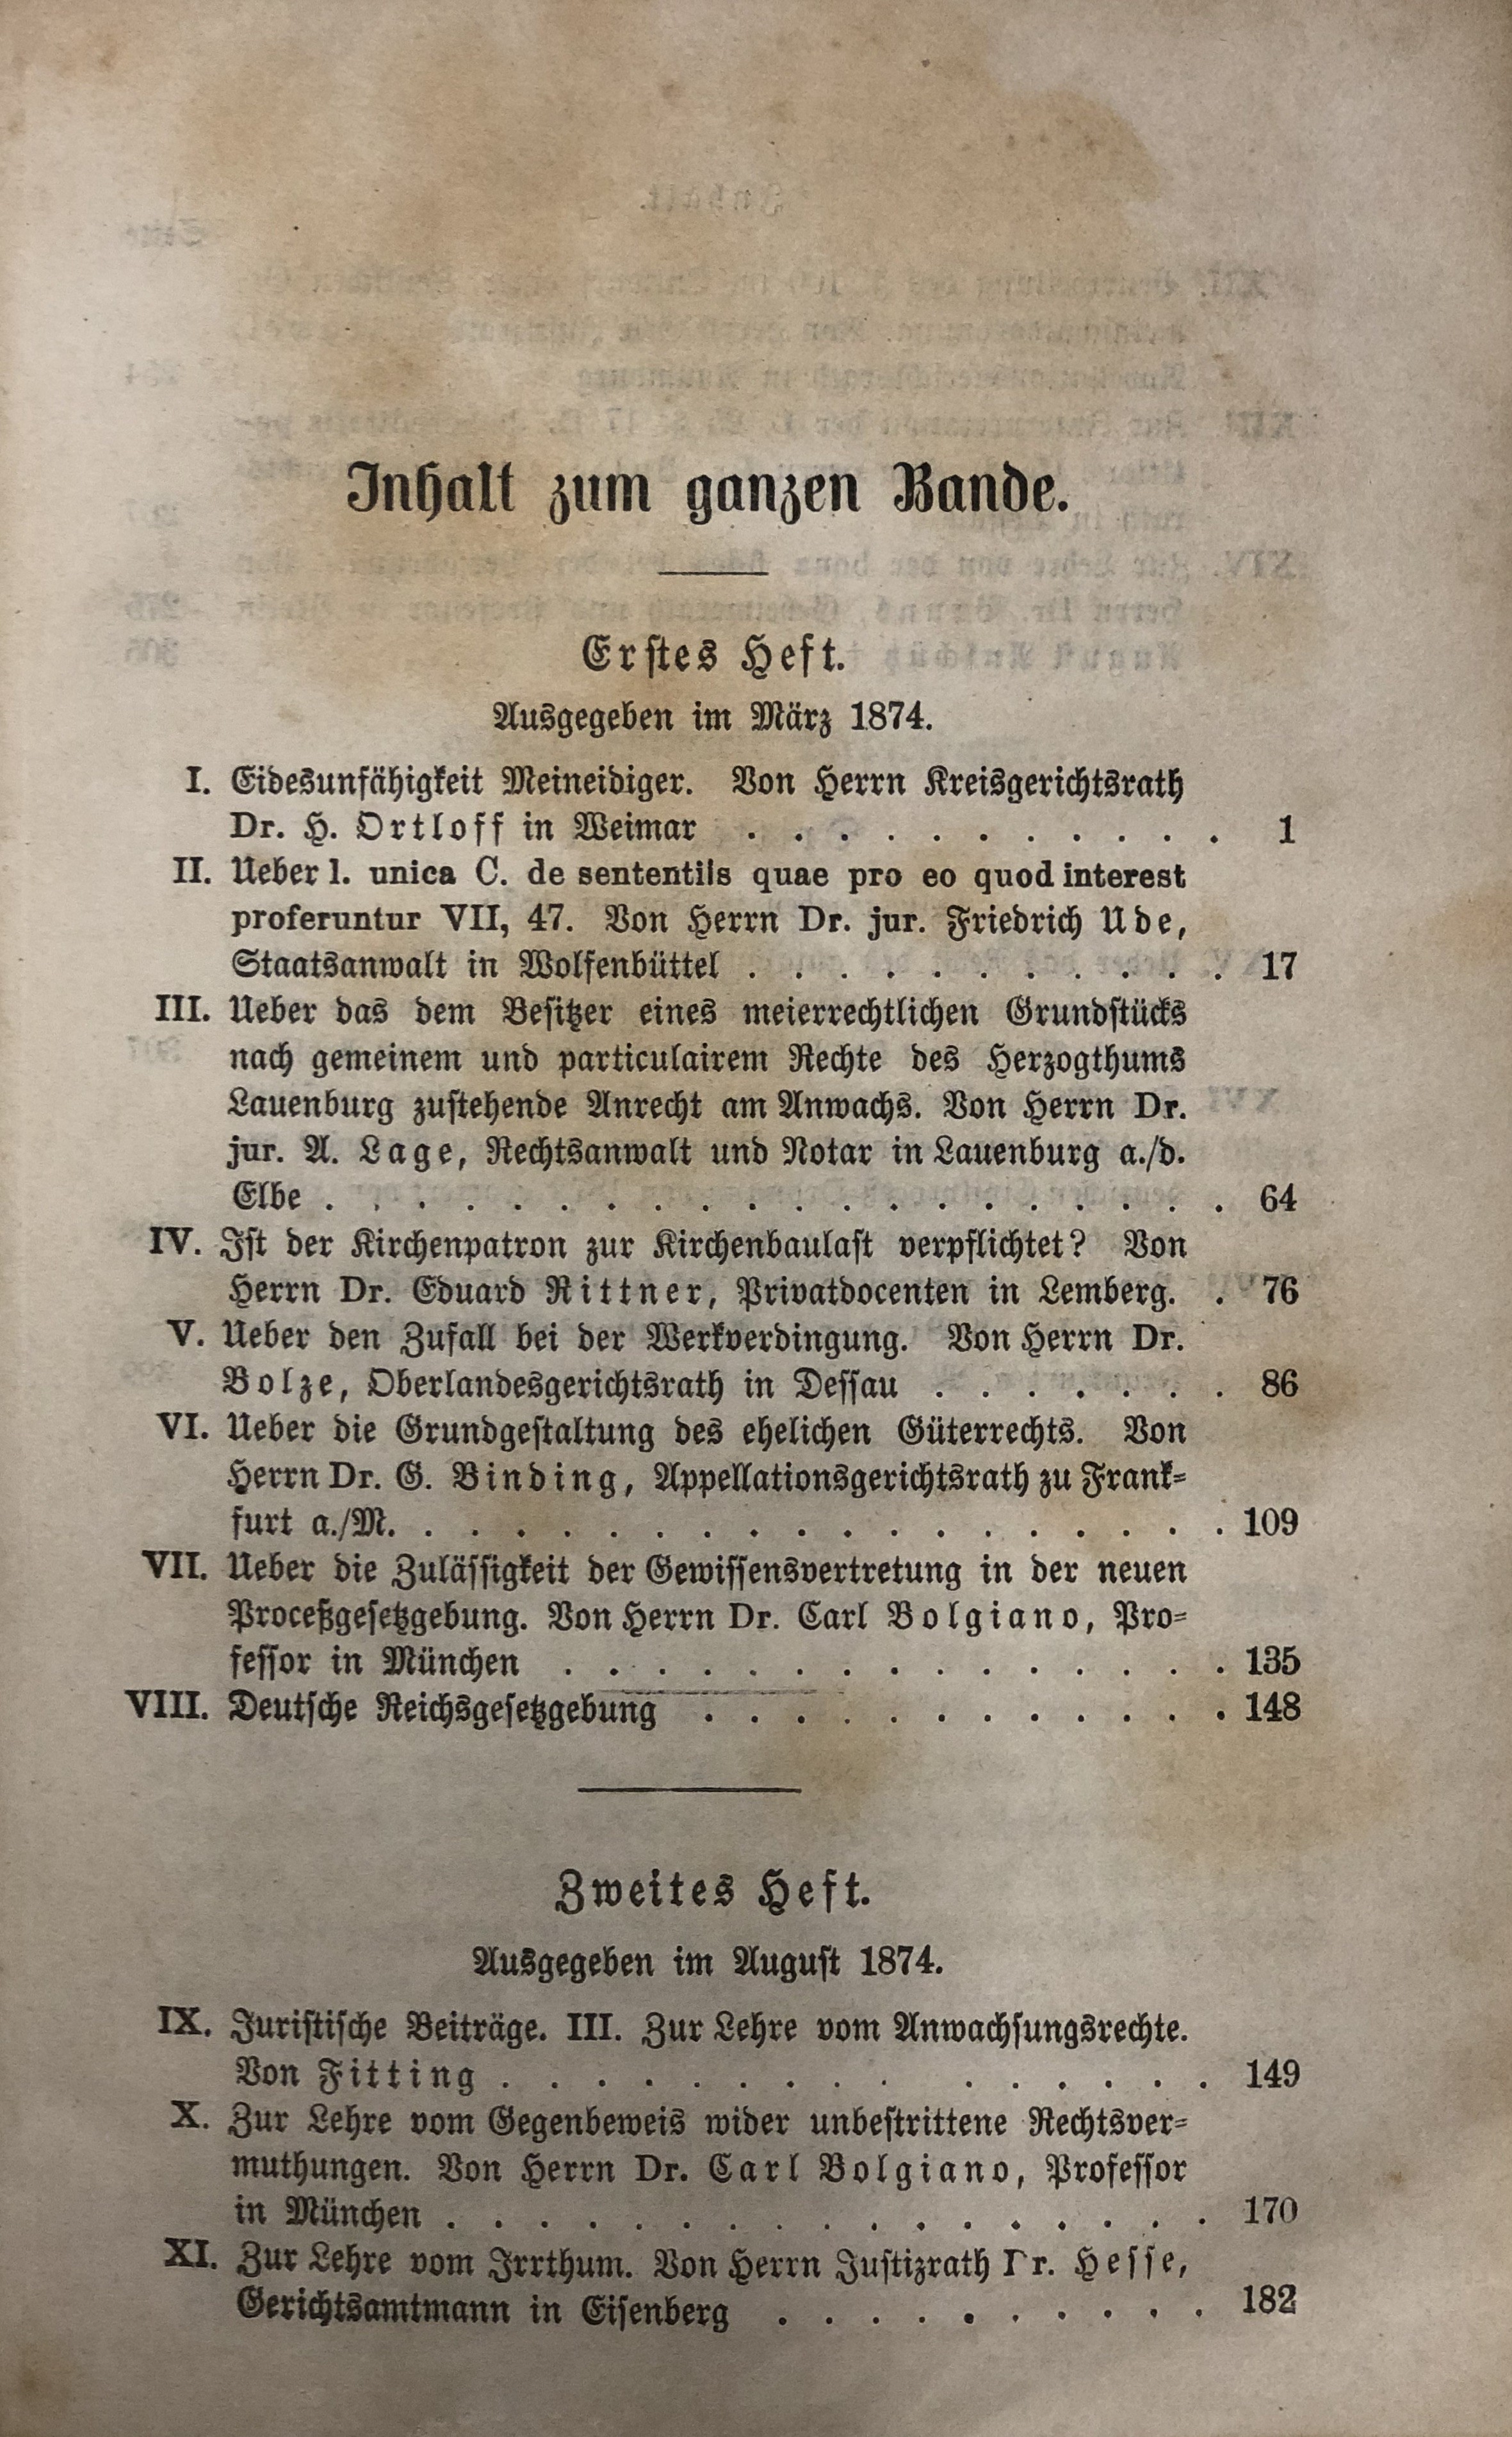 Inhalt zum ganzen Bande.
Erstes Heft.
Ausgegeben im März 1874.
I. Eidesunfähigkeit Meineidiger. Von Herrn Kreisgerichtsrath
Dr. H. Ortloff in Weimar . . . . . . . . . . . 1
II. Ueber l. unica C. de sententiis quae pro eo quod interest
proferuntur VII, 47. Von Herrn Dr. jur. Friedrich Ude,
Staatsanwalt in Wolfenbüttel . . . . . . . . . . . 17
III. Ueber das dem Besitzer eines meierrechtlichen Grundstücks
nach gemeinem und particulairem Rechte des Herzogthums
Lauenburg zustehende Anrecht am Anwachs. Von Herrn Dr.
jur. A. Lage, Rechtsanwalt und Notar in Lauenburg a./d.
Elbe . . . . . . . . . . . . . . . . . . . . 64
IV. Ist der Kirchenpatron zur Kirchenbaulast verpflichtet? Von
Herrn Dr. Eduard Rittner, Privatdocenten in Lemberg. . 76
V. Ueber den Zufall bei der Werkverdingung. Von Herrn Dr.
Bolze, Oberlandesgerichtsrath in Dessau . . . . . . . 86
VI. Ueber die Grundgestaltung des ehelichen Güterrechts. Von
Herrn Dr. G. Binding, Appellationsgerichtsrath zu Frank-
furt a./M. . . . . . . . . . . . . . . . . . . 109
VII. Ueber die Zulässigkeit der Gewissensvertretung in der neuen
Proceßgesetzgebung. Von Herrn Dr. Carl Bolgiano, Pro-
fessor in München . . . . . . . . . . . . . . . 135
VIII. Deutsche Reichsgesetzgebung . . . . . . . . . . . . 148
Zweites Heft.
Ausgegeben im August 1874.
IX. Juristische Beiträge. III. Zur Lehre vom Anwachsungsrechte.
Von Fitting . . . . . . . . . . . . . . . 149
X. Zur Lehre vom Gegenbeweis wider unbestrittene Rechtsver-
muthungen. Von Herrn Dr. Carl Bolgiano, Professor
in München . . . . . . . . . . . . . . . . . 170
XI. Zur Lehre vom Irrthum. Von Herrn Justizrath Dr. Hesse,
Gerichtsamtmann in Eisenberg . . . . . . . . . . 182